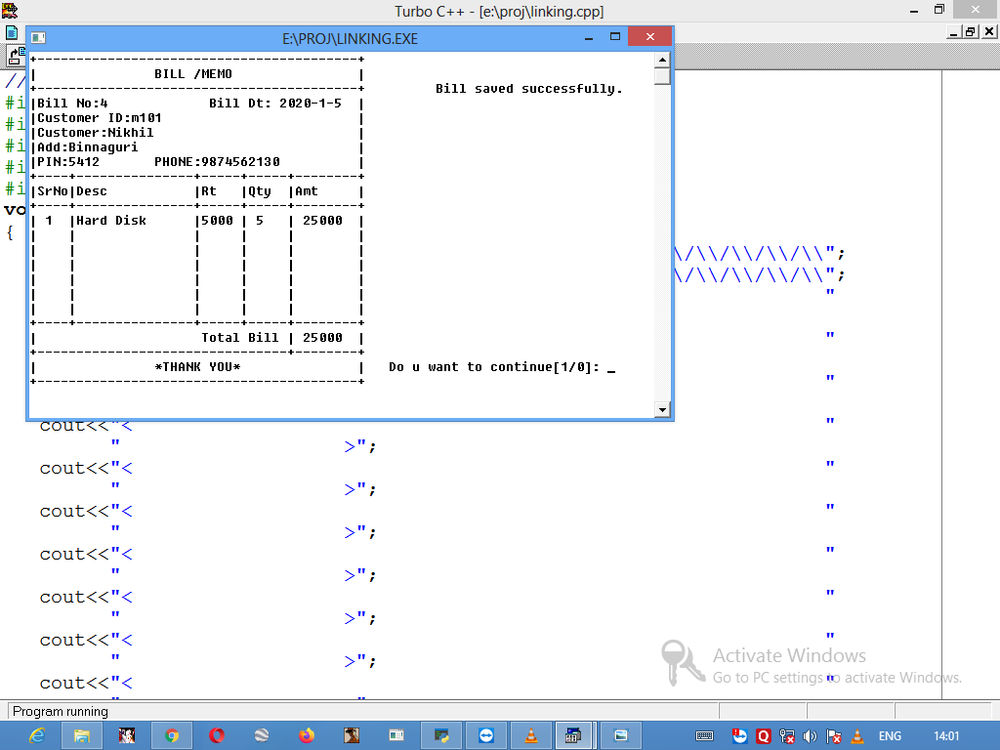 Turbo C++ - [e:\proj\linking.cpp]
E:\PROJ\LINKING.EXE
BILL /MEMO
Bill saved successfully.
Bill No:4 Bill Dt: 2020-1-5
Customer ID:m101
Customer:Nikhil
Add:Binnaguri
PIN:5412 PHONE:9874562130
SrNo|Desc |Rt |Qty |Amt
1 |Hard Disk |5000 | 5 | 25000
Total Bill | 25000
*THANK YOU*
Do u want to continue[1/0]: _
//
#i
#i
#i
#i
#i
vo
{
\/\\/\\/\\/\\";
\/\\/\\/\\/\\";
"
"
"
cout<<"< "
" >";
cout<<"< "
" >";
cout<<"< "
" >";
cout<<"< "
" >";
cout<<"< "
" >";
cout<<"< "
" >";
cout<<"< "
Activate Windows
Go to PC settings to activate Windows.
Program running
ENG 14:01